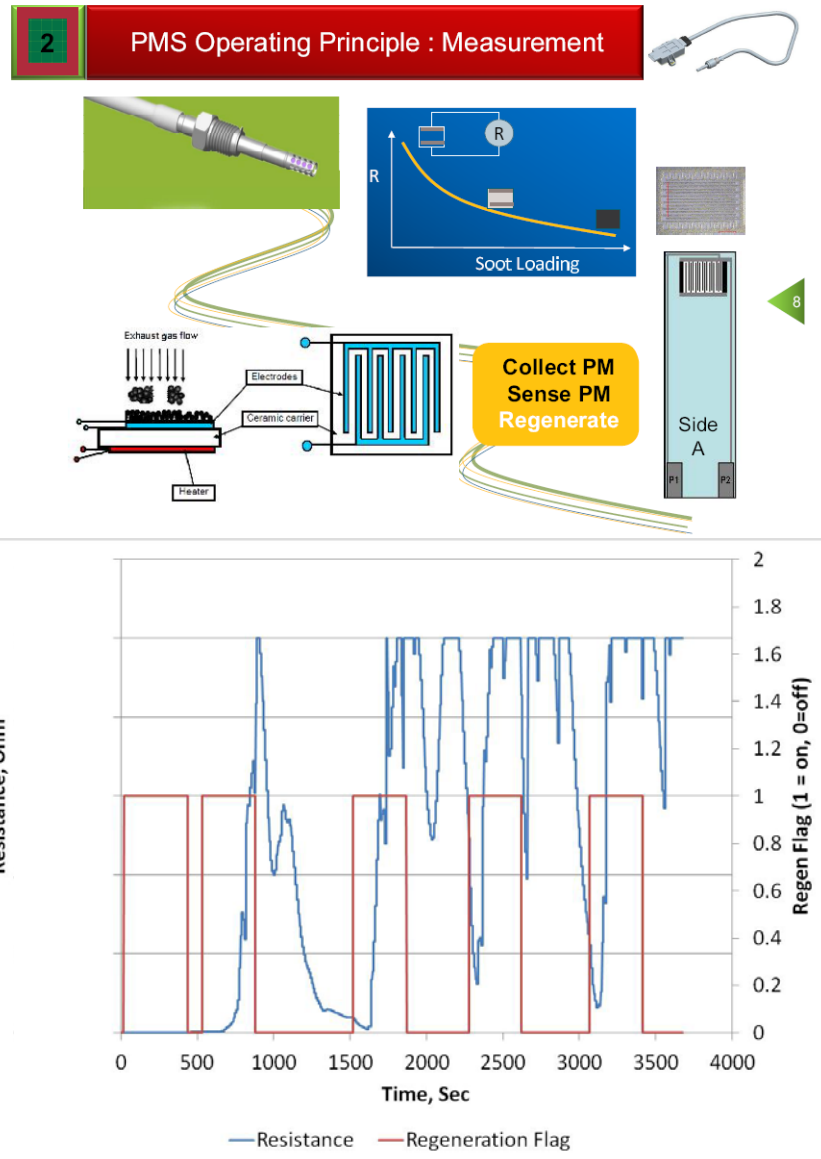 2
PMS Operating Principle : Measurement
R
R
Soot Loading
8
Exhaust gas flow
Electrodes
Ceramic carrier
Heater
Collect PM
Sense PM
Regenerate
Side
A
P1
P2
2
1.8
1.6
1.4
1.2
1
0.8
0.6
0.4
0.2
0
Regen Flag (1 = on, 0=off)
0
500
1000
1500
2000
2500
3000
3500
4000
Time, Sec
Resistance
Regeneration Flag